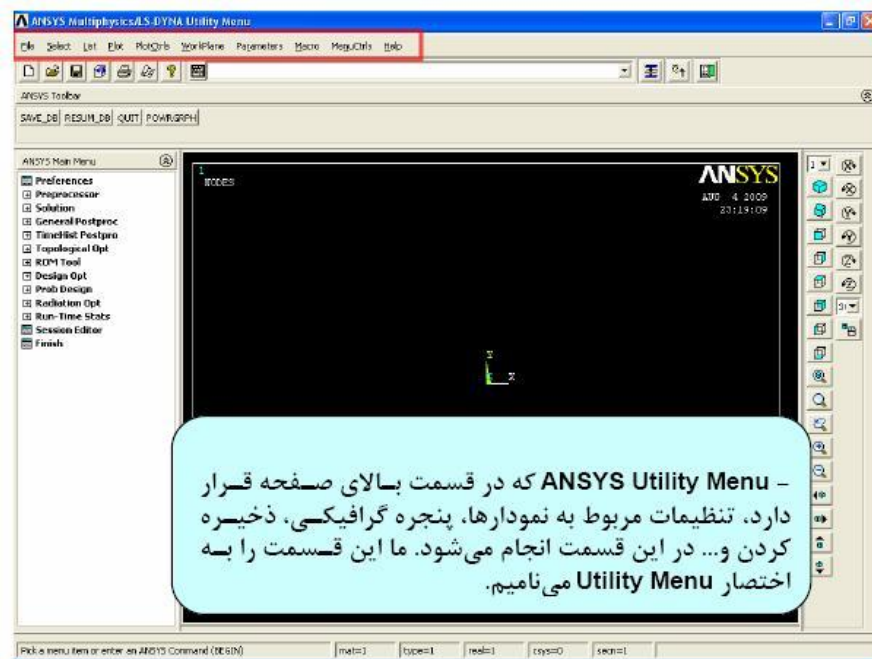 ANSYS Multiphysics/LS-DYNA Utility Menu
File Select List Plot PlotCtrls WorkPlane Parameters Macro MenuCtrls Help
ANSYS Toolbar
SAVE_DB RESUM_DB QUIT POWRGRPH
ANSYS Main Menu
Preferences
Preprocessor
Solution
General Postproc
TimeHist Postpro
Topological Opt
ROM Tool
Design Opt
Prob Design
Radiation Opt
Run-Time Stats
Session Editor
Finish
1
NODES
ANSYS
AUG 4 2009
23:19:09
Y
X
– ANSYS Utility Menu که در قسمت بالای صفحه قرار
دارد، تنظیمات مربوط به نمودارها، پنجره گرافیکی، ذخیره
کردن و... در این قسمت انجام می‌شود. ما این قسمت را به
اختصار Utility Menu می‌نامیم.
Pick a menu item or enter an ANSYS Command (BEGIN) mat=1 type=1 real=1 csys=0 secn=1